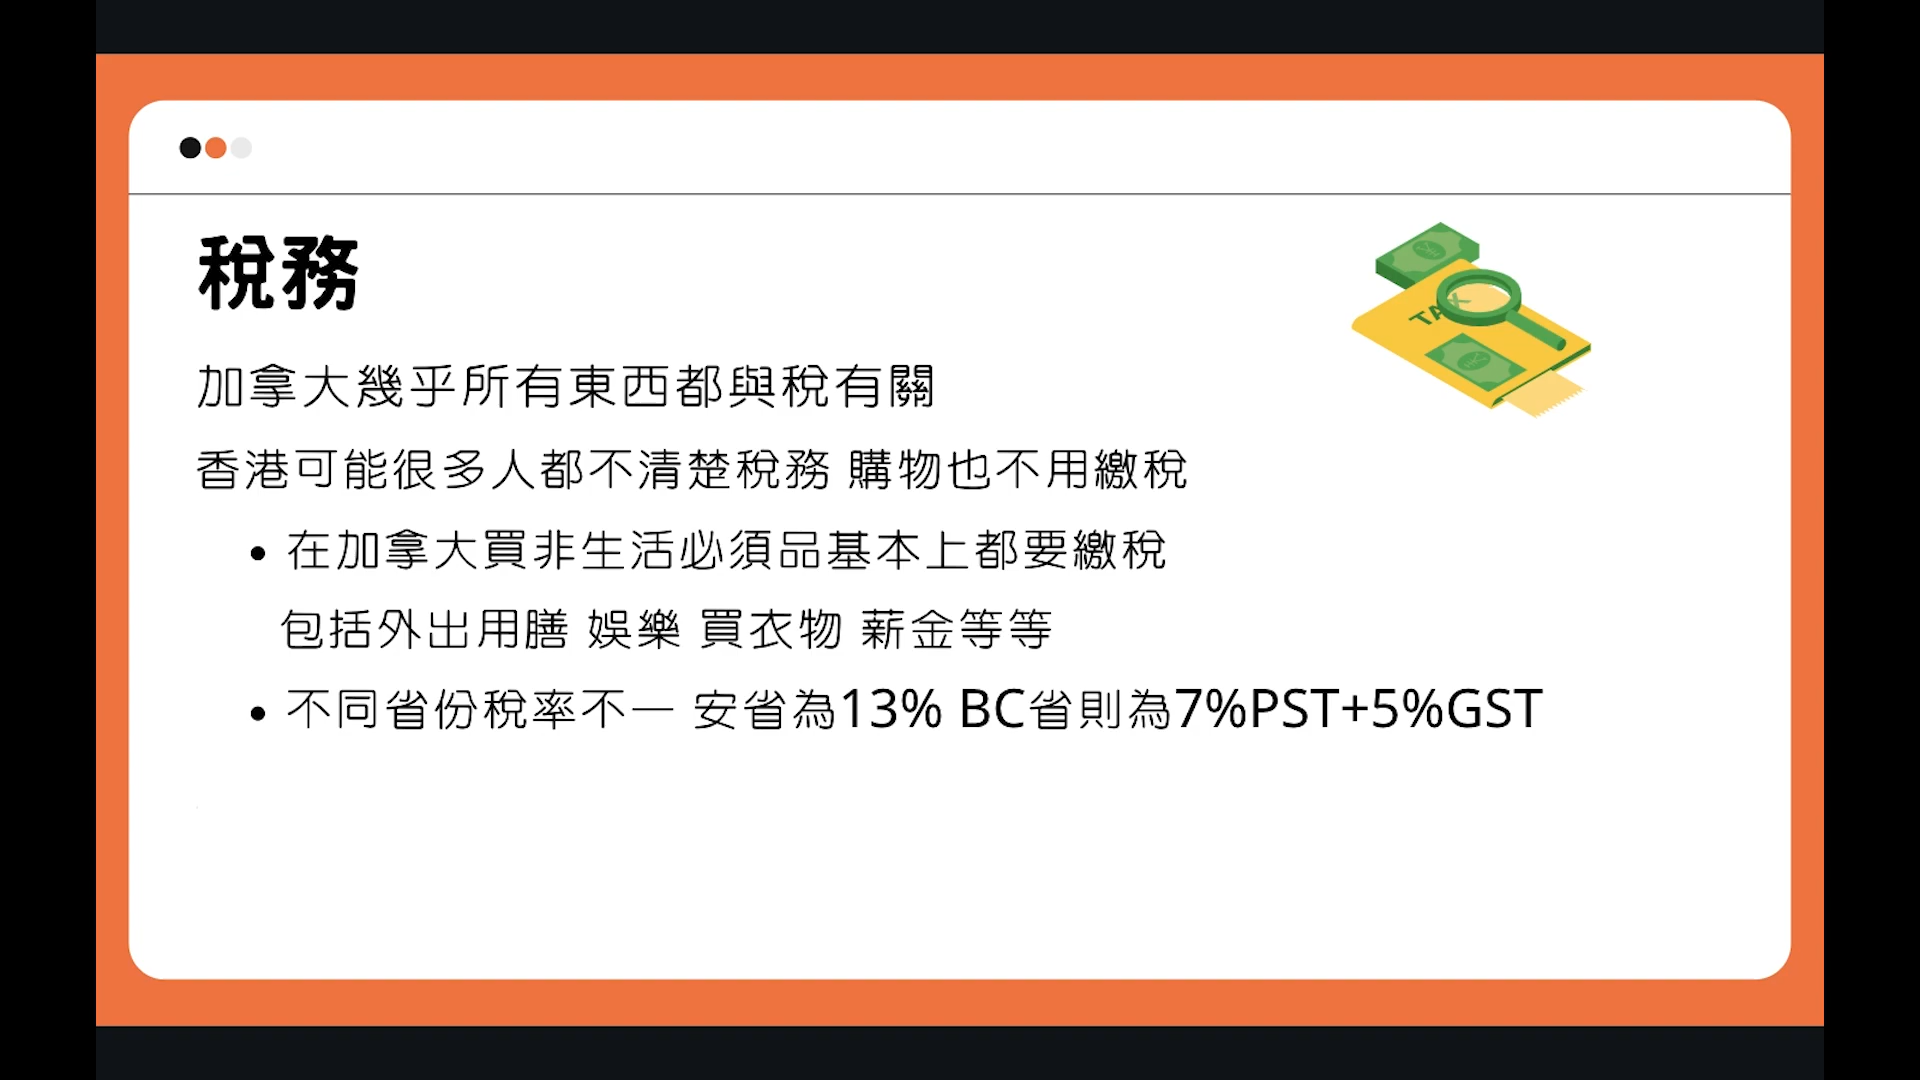 稅務
TAX
加拿大幾乎所有東西都與稅有關
香港可能很多人都不清楚稅務 購物也不用繳稅
• 在加拿大買非生活必須品基本上都要繳稅
包括外出用膳 娛樂 買衣物 薪金等等
• 不同省份稅率不一 安省為13% BC省則為7%PST+5%GST